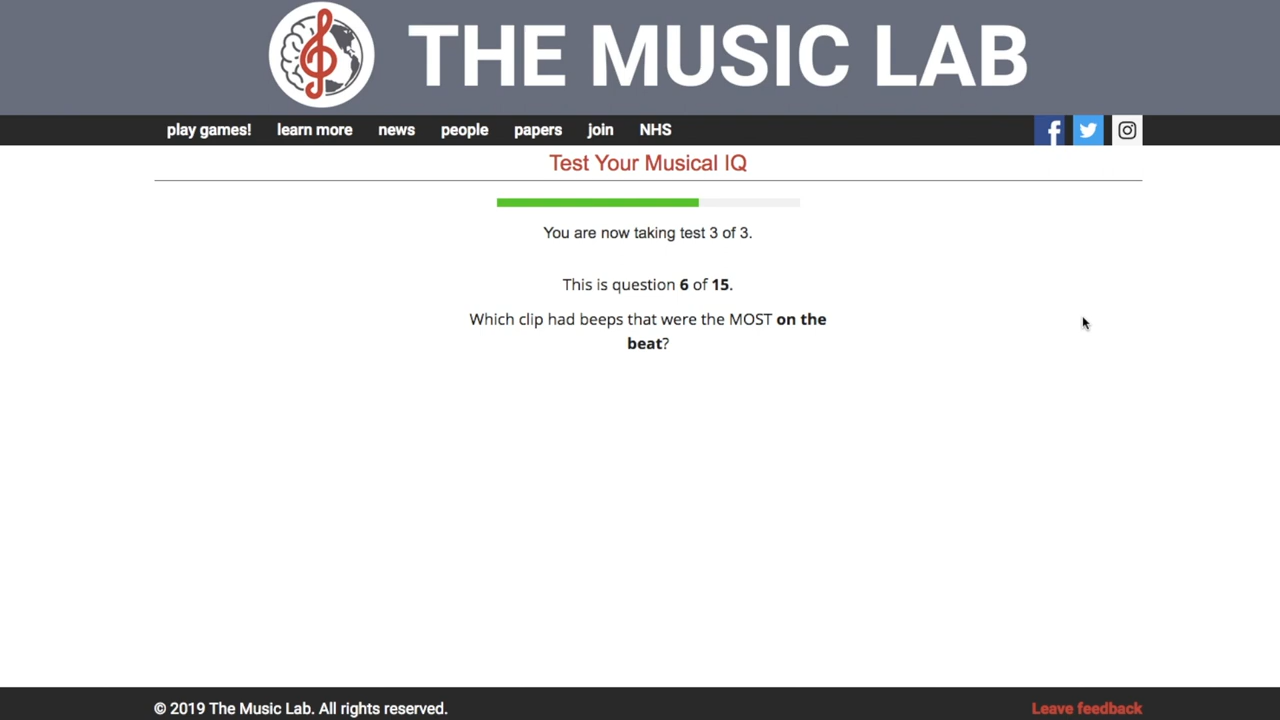 THE MUSIC LAB
play games! learn more news people papers join NHS
Test Your Musical IQ
You are now taking test 3 of 3.
This is question 6 of 15.
Which clip had beeps that were the MOST on the
beat?
© 2019 The Music Lab. All rights reserved. Leave feedback